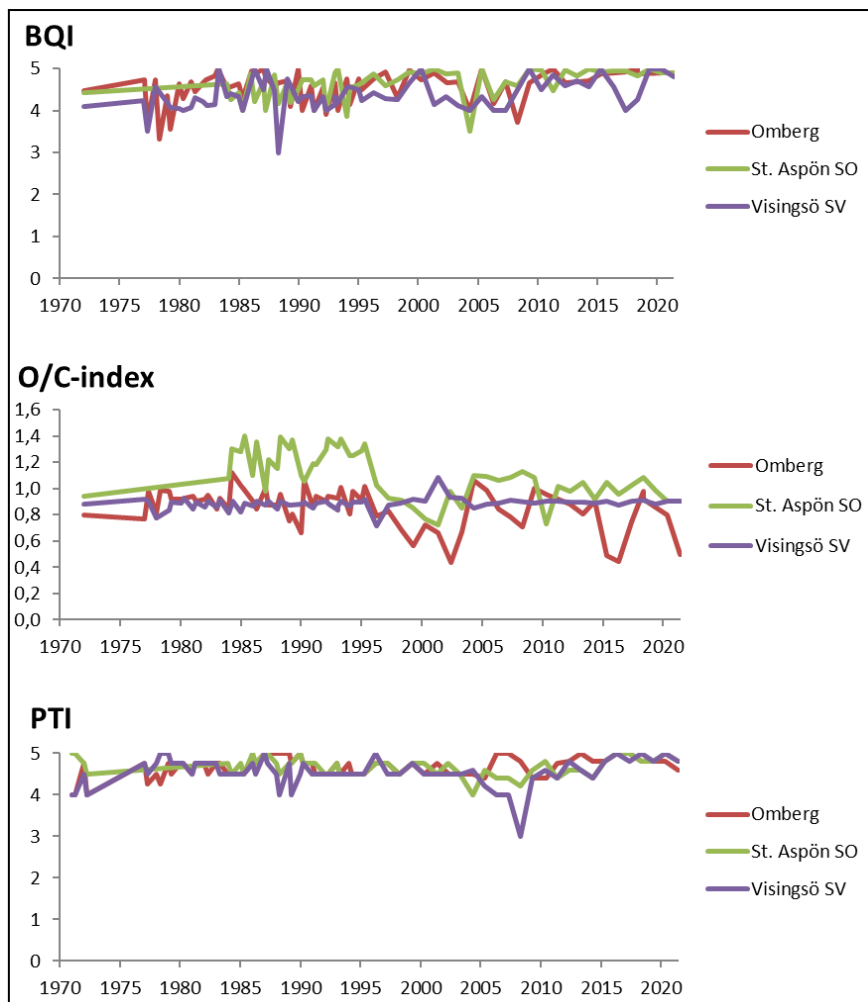 BQI
5
4
3
2
1
0
1970 1975 1980 1985 1990 1995 2000 2005 2010 2015 2020
Omberg
St. Aspön SO
Visingsö SV
O/C-index
1,6
1,4
1,2
1,0
0,8
0,6
0,4
0,2
0,0
1970 1975 1980 1985 1990 1995 2000 2005 2010 2015 2020
Omberg
St. Aspön SO
Visingsö SV
PTI
5
4
3
2
1
0
1970 1975 1980 1985 1990 1995 2000 2005 2010 2015 2020
Omberg
St. Aspön SO
Visingsö SV